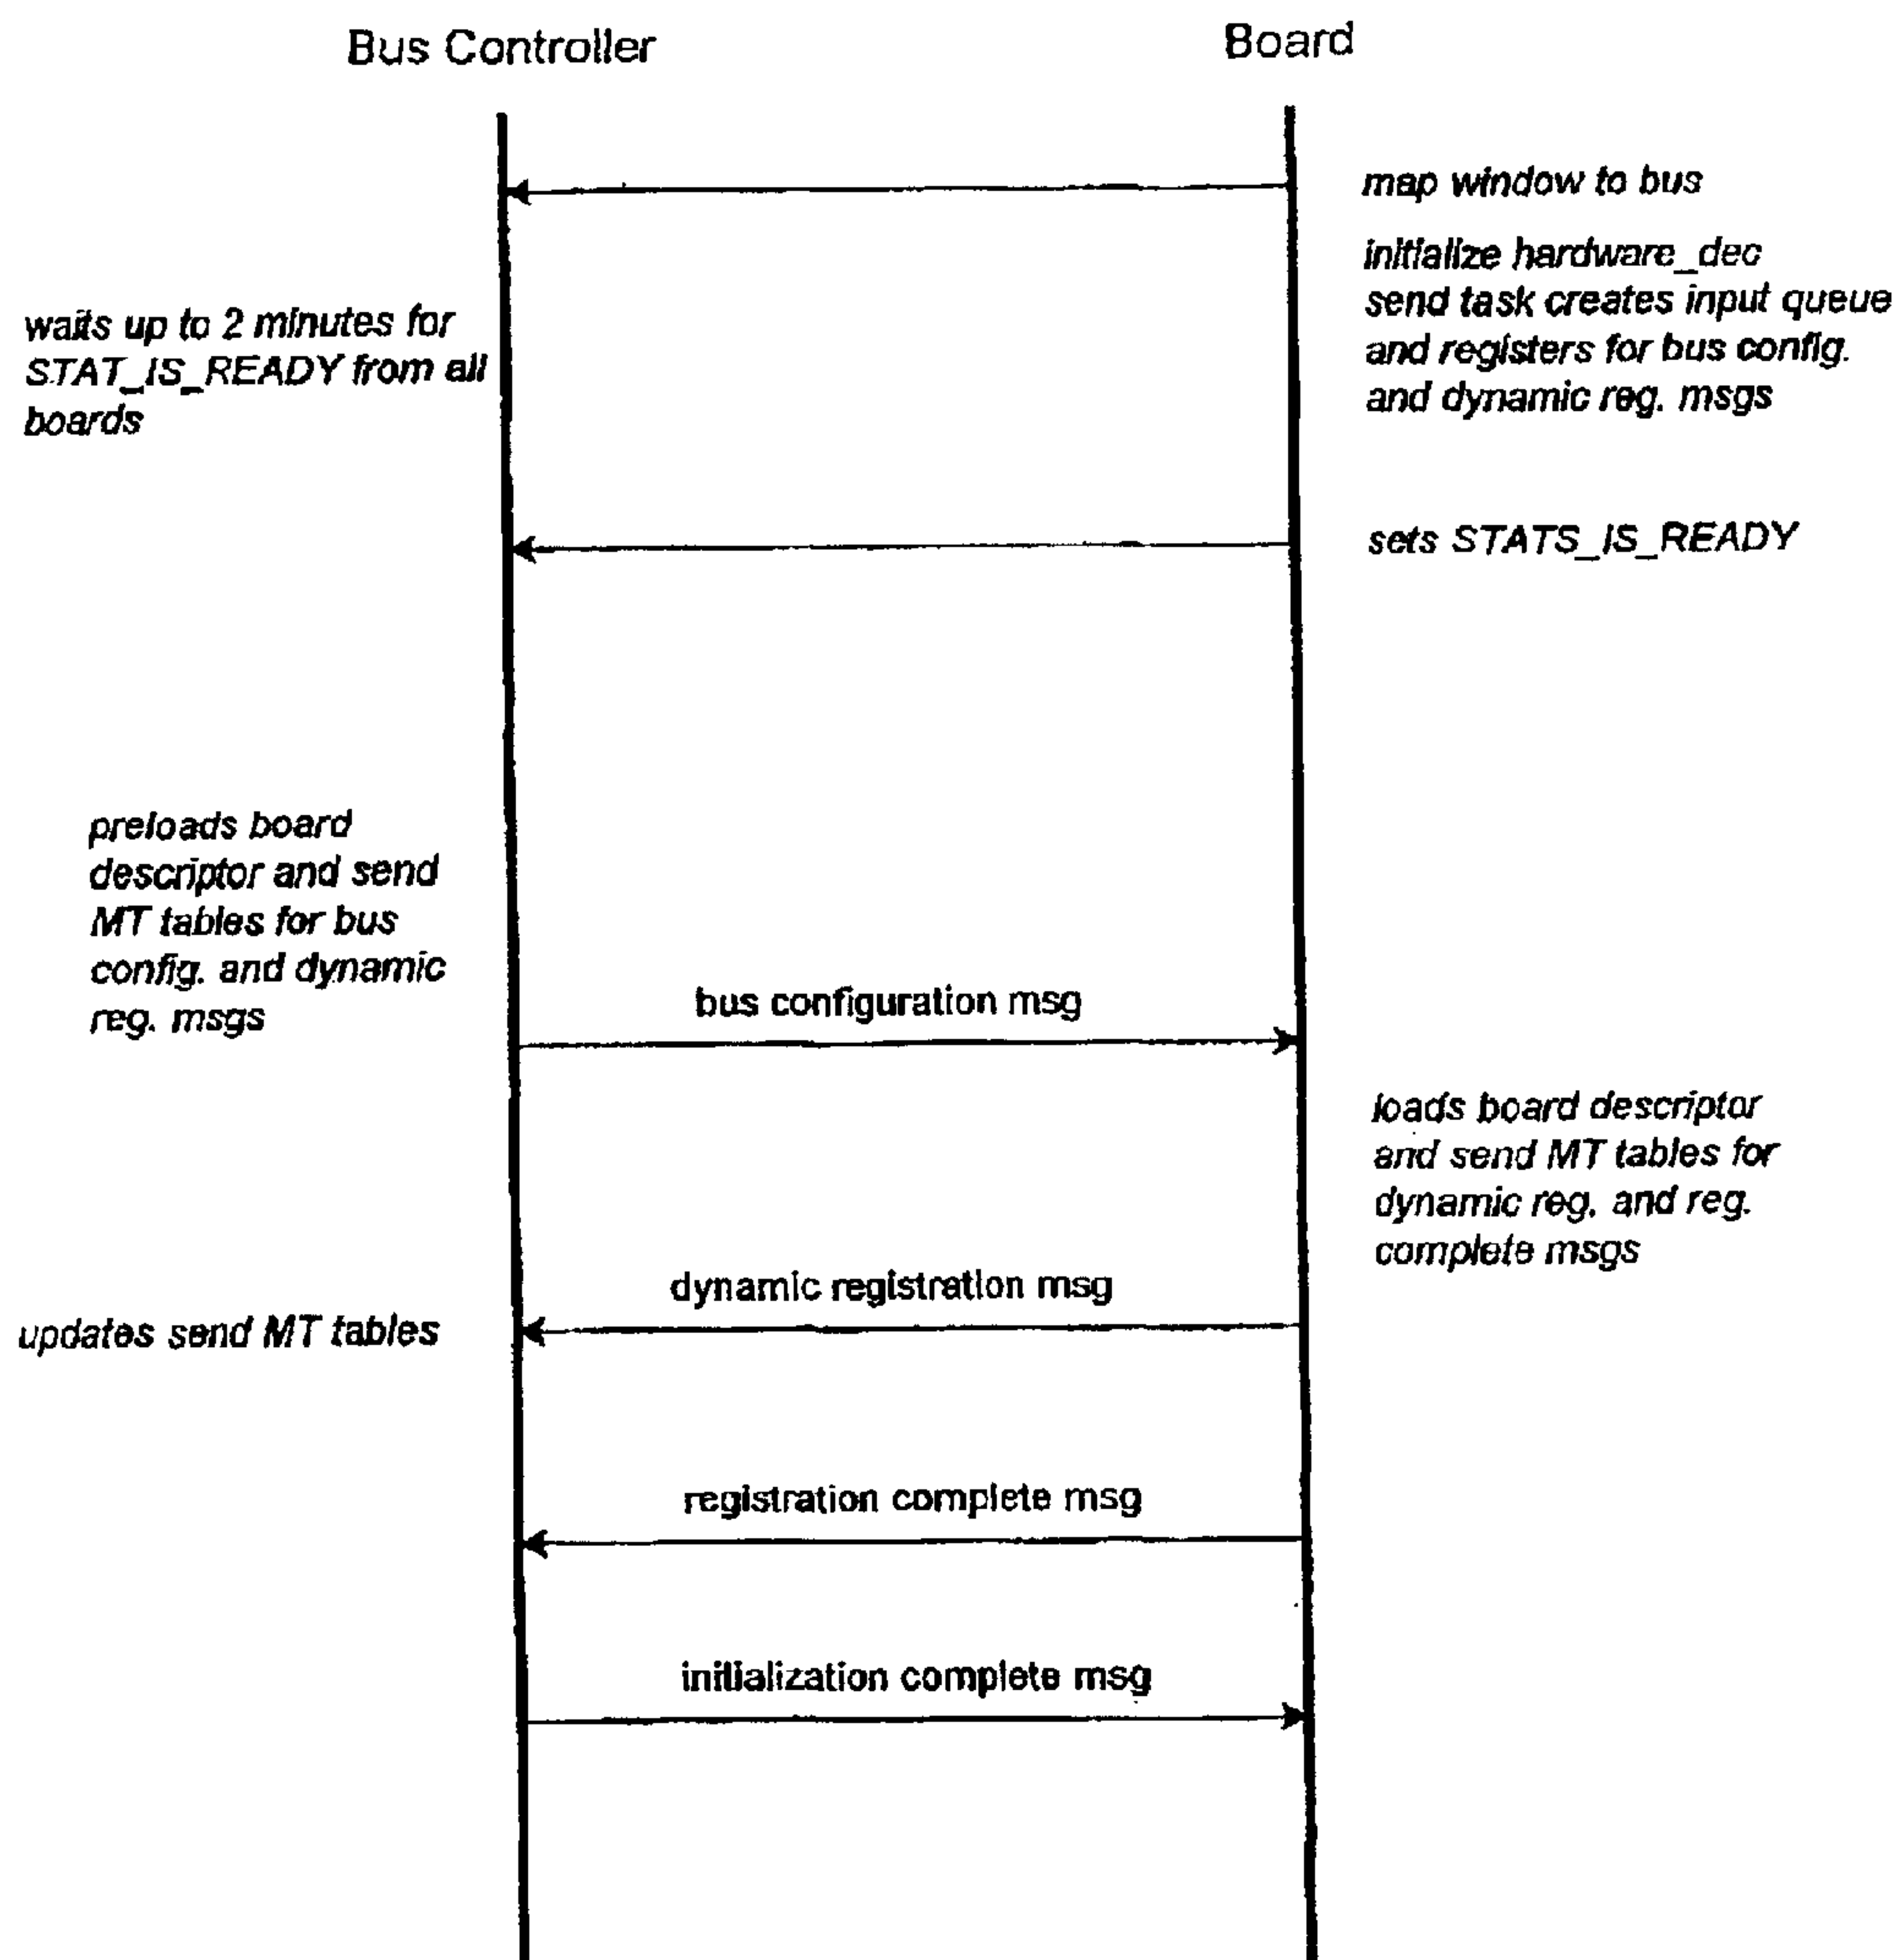 Bus Controller
Board
map window to bus
initialize hardware_dec
send task creates input queue
and registers for bus config.
and dynamic reg. msgs
waits up to 2 minutes for
STAT_IS_READY from all
boards
sets STATS_IS_READY
preloads board
descriptor and send
MT tables for bus
config. and dynamic
reg. msgs
bus configuration msg
loads board descriptor
and send MT tables for
dynamic reg. and reg.
complete msgs
dynamic registration msg
updates send MT tables
registration complete msg
initialization complete msg